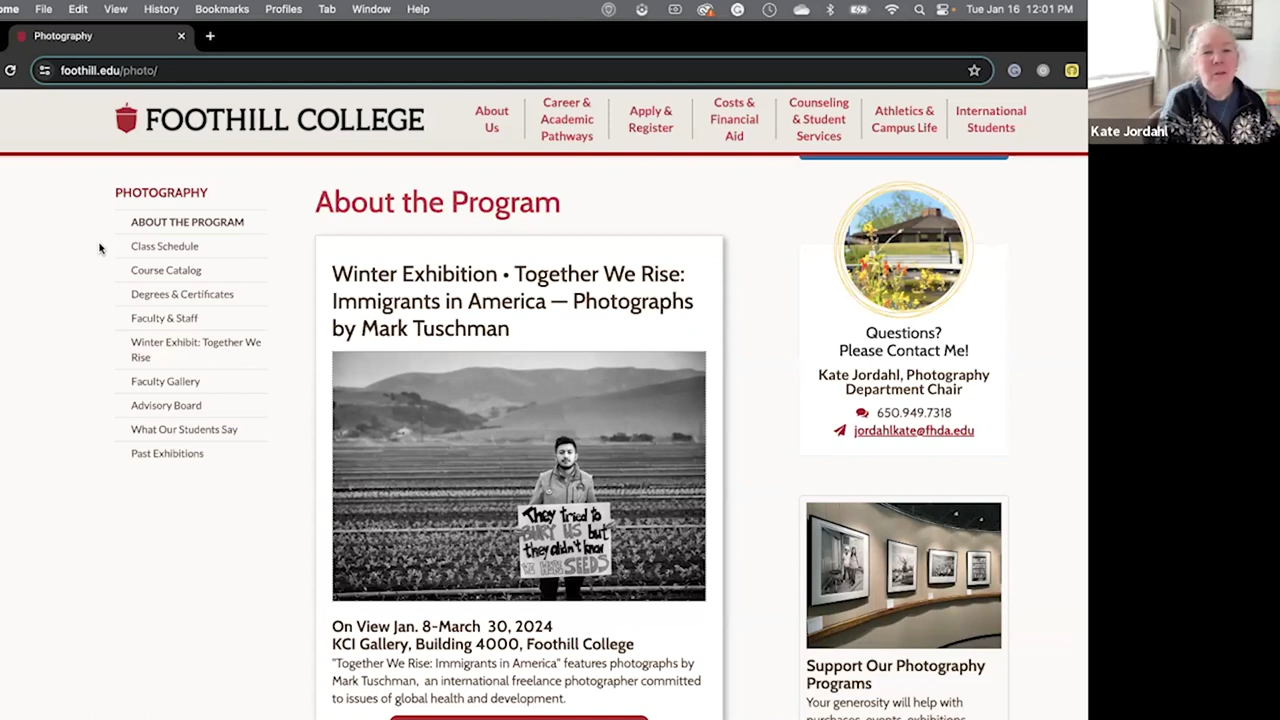 ome File Edit View History Bookmarks Profiles Tab Window Help Tue Jan 16 12:01 PM
Photography
foothill.edu/photo/
FOOTHILL COLLEGE
About
Us
Career &
Academic
Pathways
Apply &
Register
Costs &
Financial
Aid
Counseling
& Student
Services
Athletics &
Campus Life
International
Students
Kate Jordahl
PHOTOGRAPHY
ABOUT THE PROGRAM
Class Schedule
Course Catalog
Degrees & Certificates
Faculty & Staff
Winter Exhibit: Together We
Rise
Faculty Gallery
Advisory Board
What Our Students Say
Past Exhibitions
About the Program
Winter Exhibition • Together We Rise:
Immigrants in America — Photographs
by Mark Tuschman
They tried to
BURY US but
they didn't know
WE WERE SEEDS
On View Jan. 8-March 30, 2024
KCI Gallery, Building 4000, Foothill College
"Together We Rise: Immigrants in America" features photographs by
Mark Tuschman, an international freelance photographer committed
to issues of global health and development.
Questions?
Please Contact Me!
Kate Jordahl, Photography
Department Chair
650.949.7318
jordahlkate@fhda.edu
Support Our Photography
Programs
Your generosity will help with
purchases, events, exhibitions